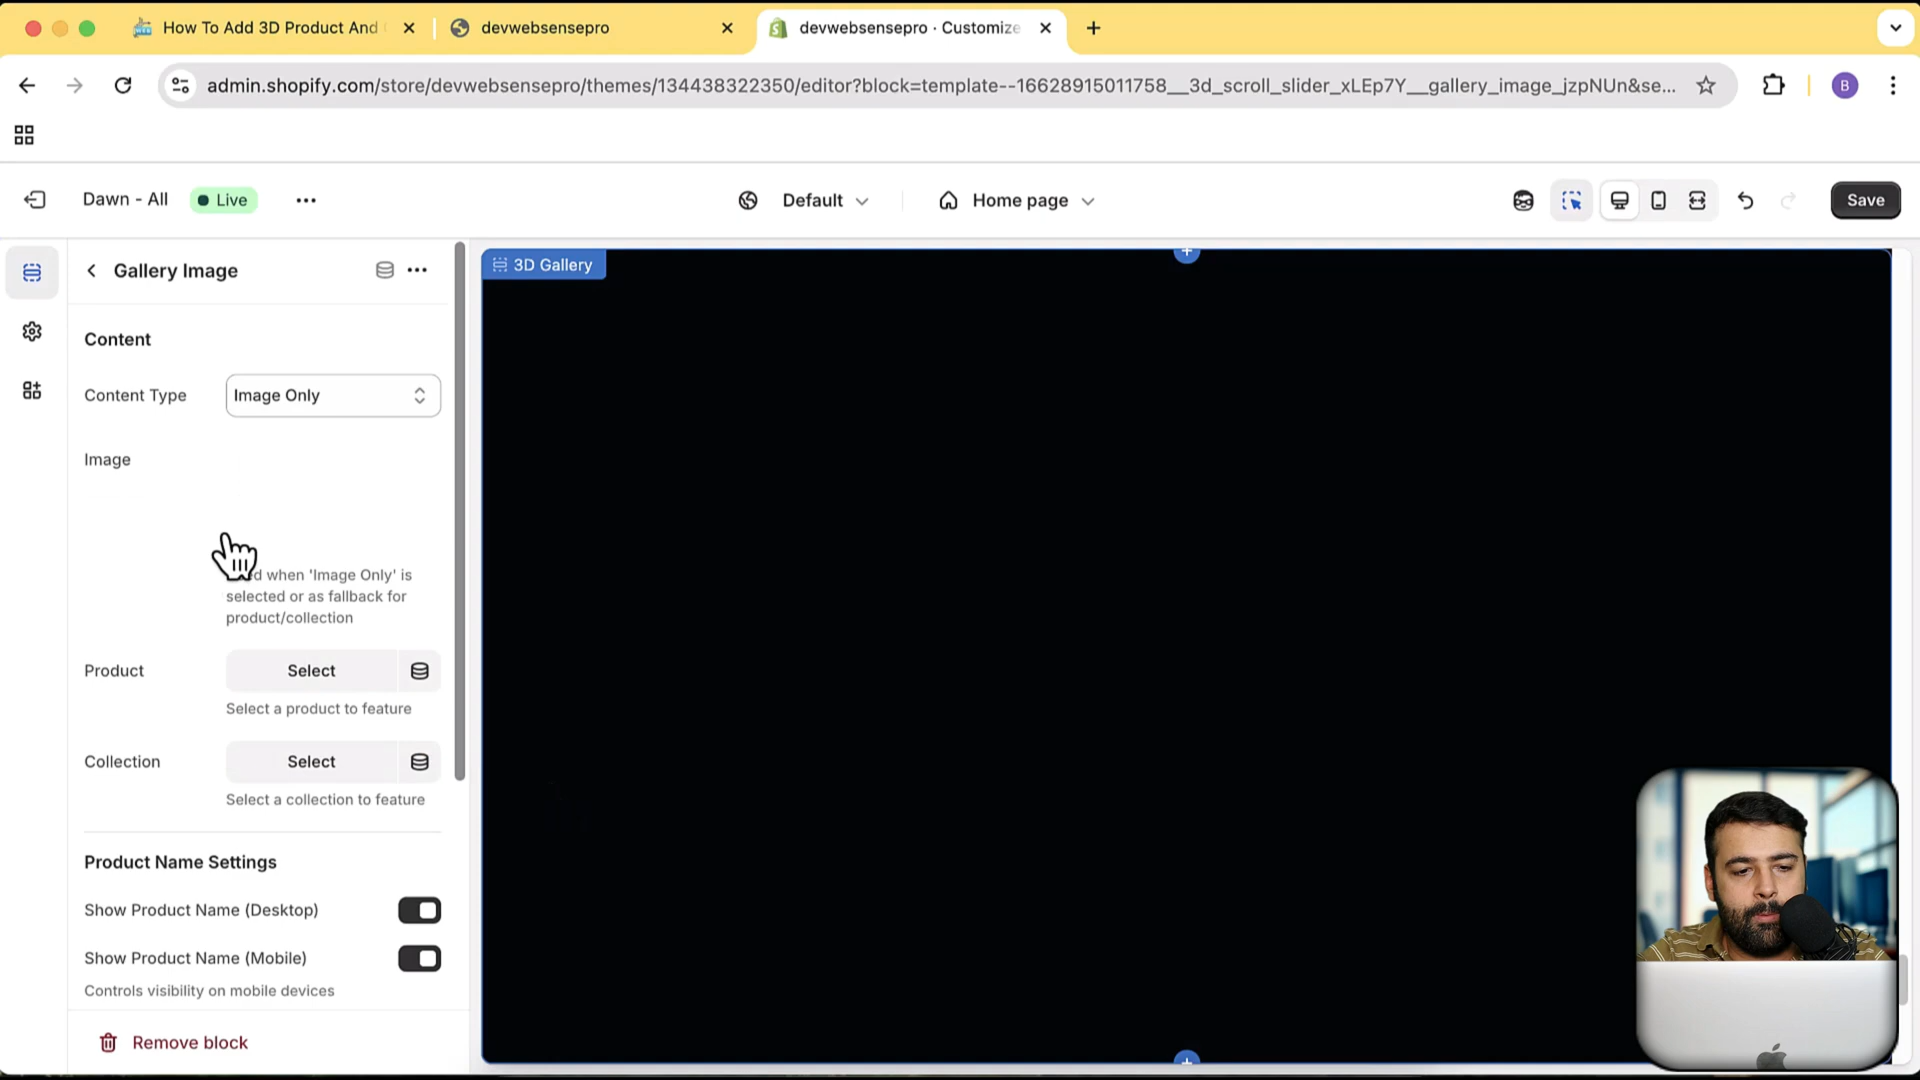 How To Add 3D Product And
devwebsensepro
devwebsensepro · Customize
admin.shopify.com/store/devwebsensepro/themes/134438322350/editor?block=template--16628915011758__3d_scroll_slider_xLEp7Y__gallery_image_jzpNUn&se...
B
Dawn - All
Live
Default
Home page
Save
Gallery Image
3D Gallery
Content
Content Type
Image Only
Image
when 'Image Only' is
selected or as fallback for
product/collection
Product
Select
Select a product to feature
Collection
Select
Select a collection to feature
Product Name Settings
Show Product Name (Desktop)
Show Product Name (Mobile)
Controls visibility on mobile devices
Remove block